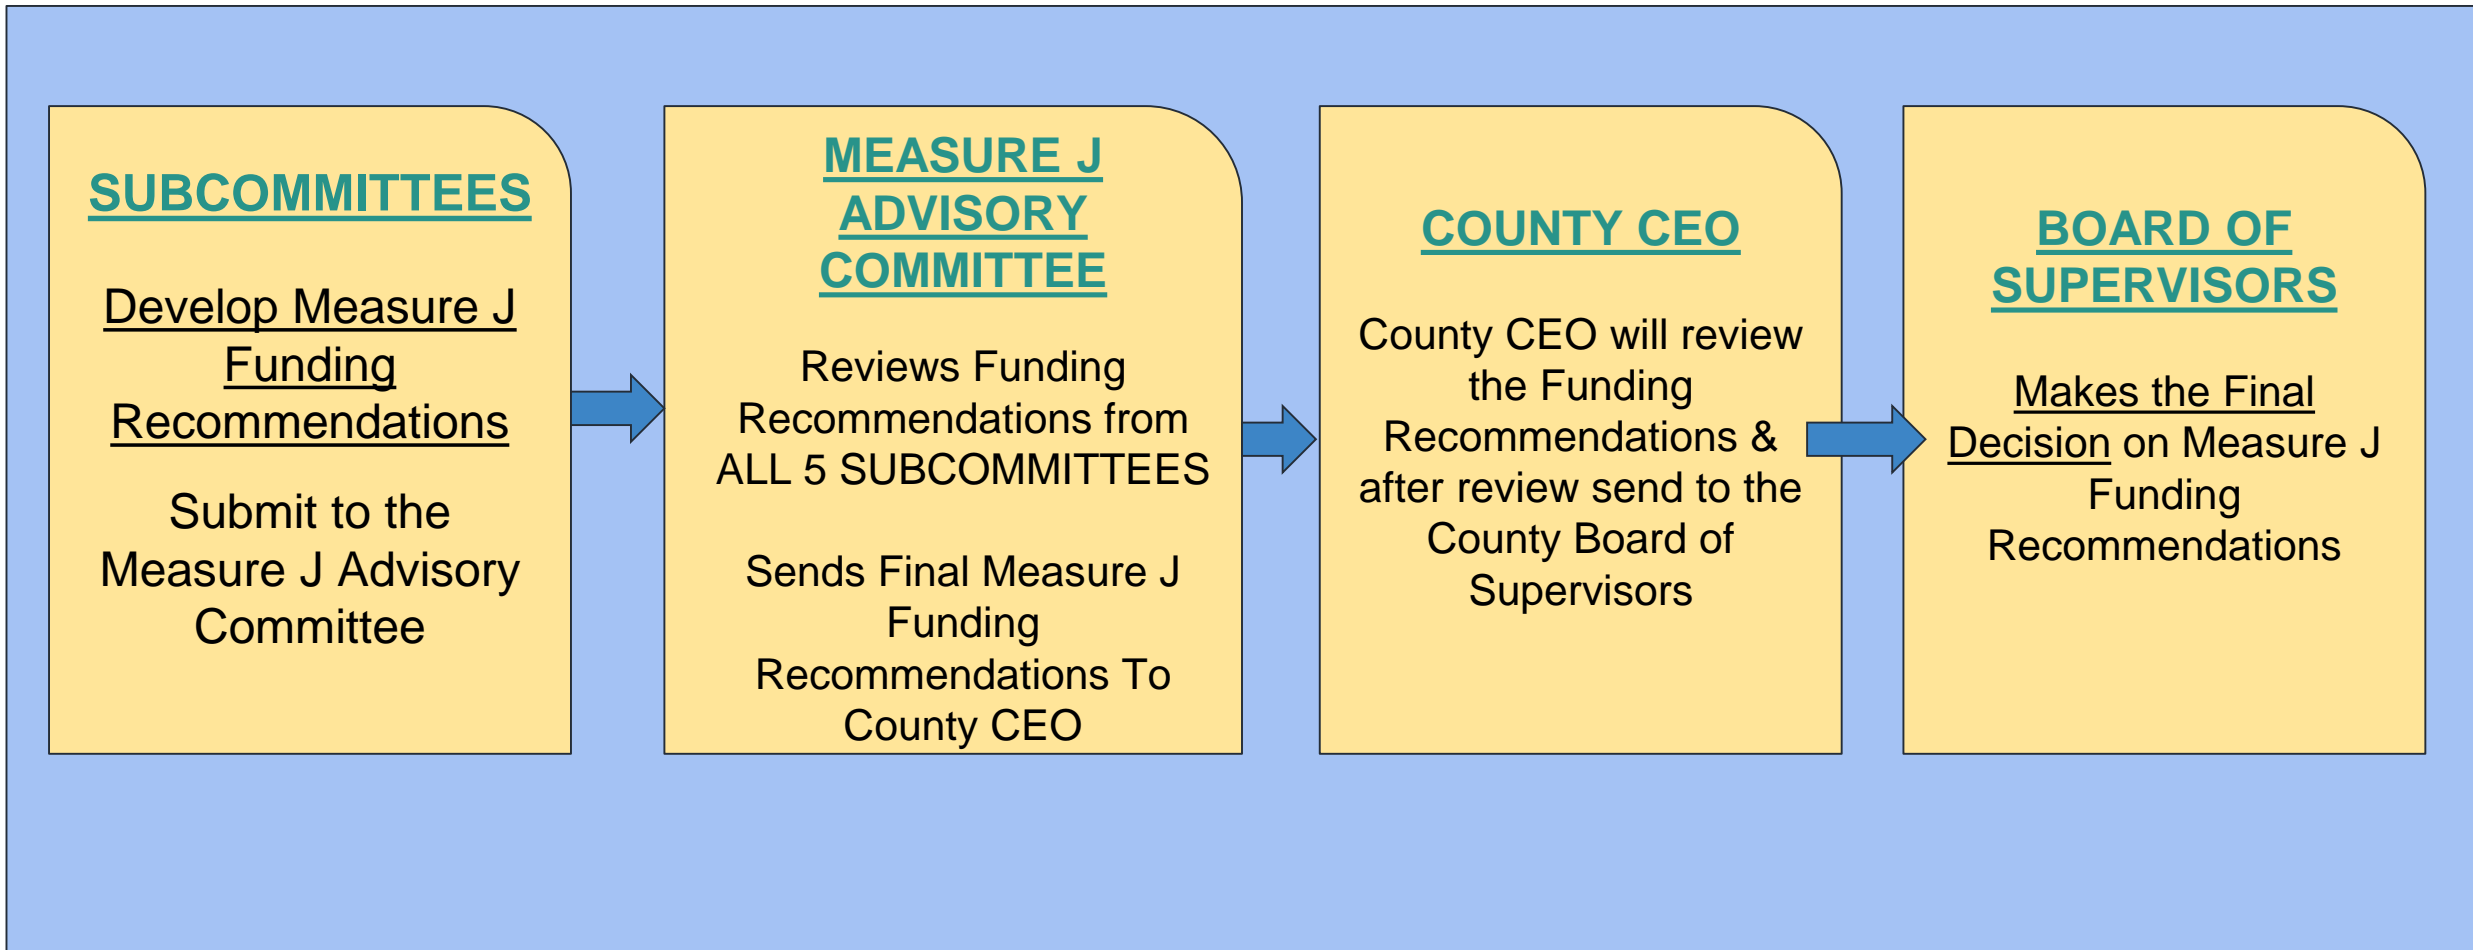 SUBCOMMITTEES
Develop Measure J
Funding
Recommendations
Submit to the
Measure J Advisory
Committee
MEASURE J
ADVISORY
COMMITTEE
Reviews Funding
Recommendations from
ALL 5 SUBCOMMITTEES
Sends Final Measure J
Funding
Recommendations To
County CEO
COUNTY CEO
County CEO will review
the Funding
Recommendations &
after review send to the
County Board of
Supervisors
BOARD OF
SUPERVISORS
Makes the Final
Decision on Measure J
Funding
Recommendations